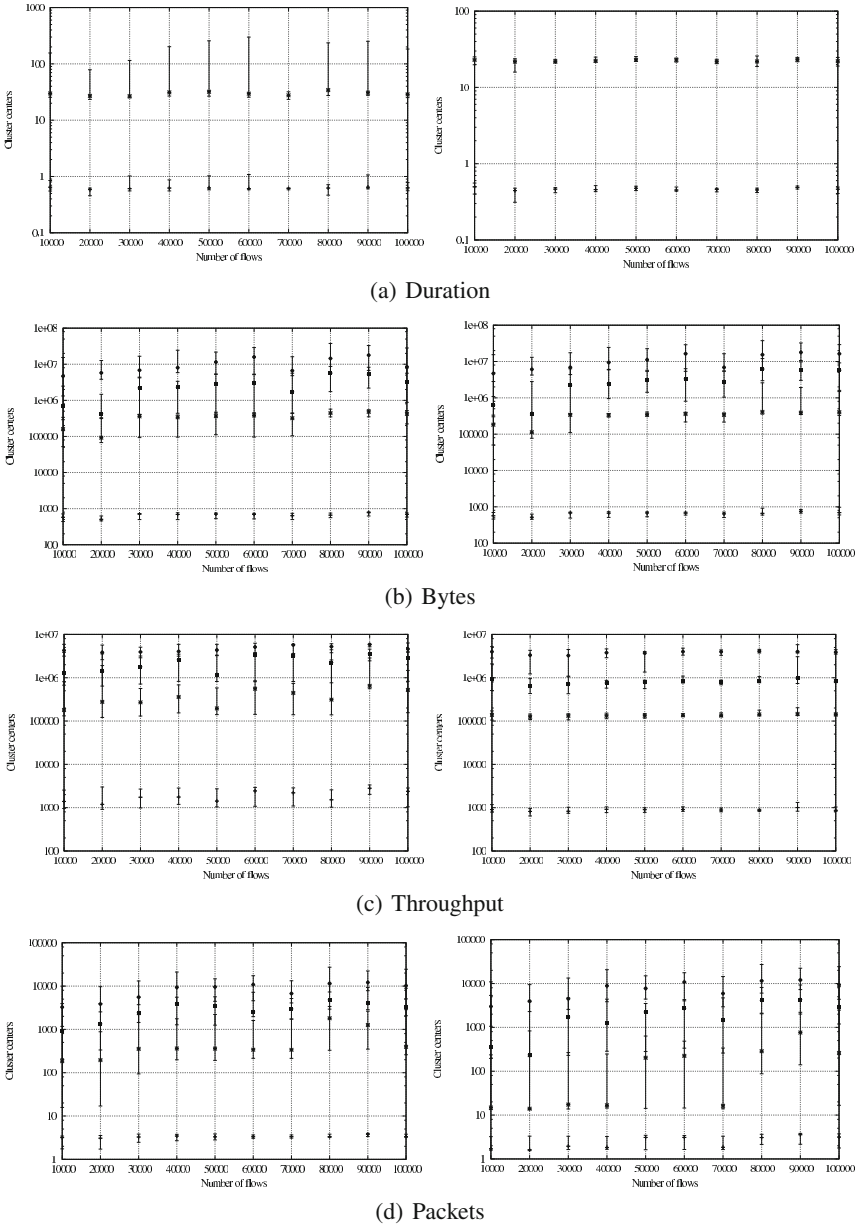 1000
100
10
1
0.1
Cluster centers
10000 20000 30000 40000 50000 60000 70000 80000 90000 100000
Number of flows
100
10
1
0.1
Cluster centers
10000 20000 30000 40000 50000 60000 70000 80000 90000 100000
Number of flows
(a) Duration
1e+08
1e+07
1e+06
100000
10000
1000
100
Cluster centers
10000 20000 30000 40000 50000 60000 70000 80000 90000 100000
Number of flows
1e+08
1e+07
1e+06
100000
10000
1000
100
Cluster centers
10000 20000 30000 40000 50000 60000 70000 80000 90000 100000
Number of flows
(b) Bytes
1e+07
1e+06
100000
10000
1000
100
Cluster centers
10000 20000 30000 40000 50000 60000 70000 80000 90000 100000
Number of flows
1e+07
1e+06
100000
10000
1000
100
Cluster centers
10000 20000 30000 40000 50000 60000 70000 80000 90000 100000
Number of flows
(c) Throughput
100000
10000
1000
100
10
1
Cluster centers
10000 20000 30000 40000 50000 60000 70000 80000 90000 100000
Number of flows
100000
10000
1000
100
10
1
Cluster centers
10000 20000 30000 40000 50000 60000 70000 80000 90000 100000
Number of flows
(d) Packets